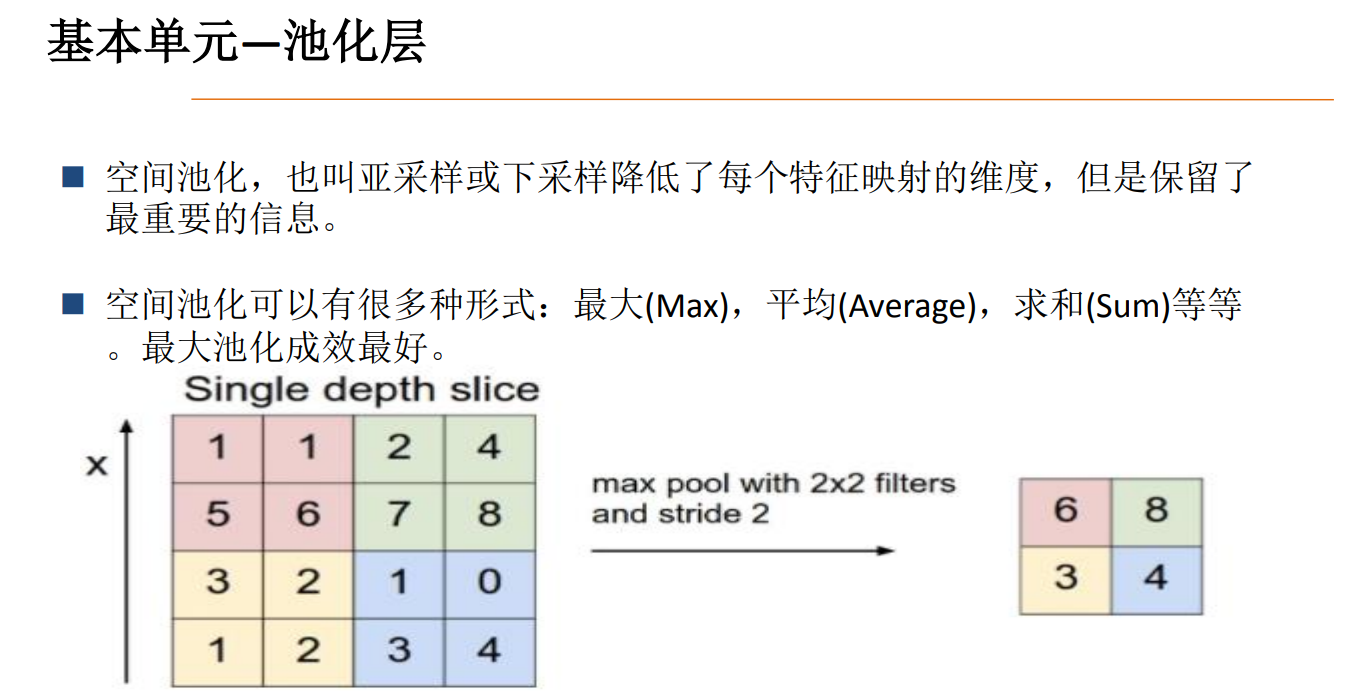 基本单元—池化层
空间池化，也叫亚采样或下采样降低了每个特征映射的维度，但是保留了
最重要的信息。
空间池化可以有很多种形式：最大(Max)，平均(Average)，求和(Sum)等等
。最大池化成效最好。
Single depth slice
x
1 1 2 4
5 6 7 8
3 2 1 0
1 2 3 4
max pool with 2x2 filters
and stride 2
6 8
3 4